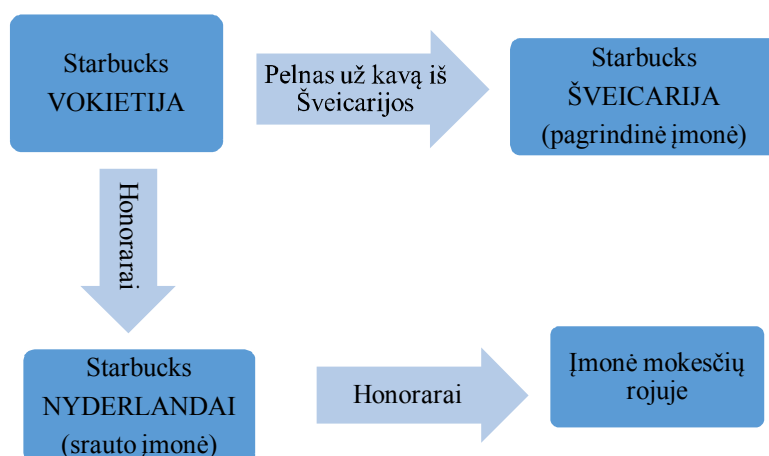 Starbucks
VOKIETIJA
Pelnas už kavą iš
Šveicarijos
Starbucks
ŠVEICARIJA
(pagrindinė įmonė)
Honorarai
Starbucks
NYDERLANDAI
(srauto įmonė)
Honorarai
Įmonė mokesčių
rojuje